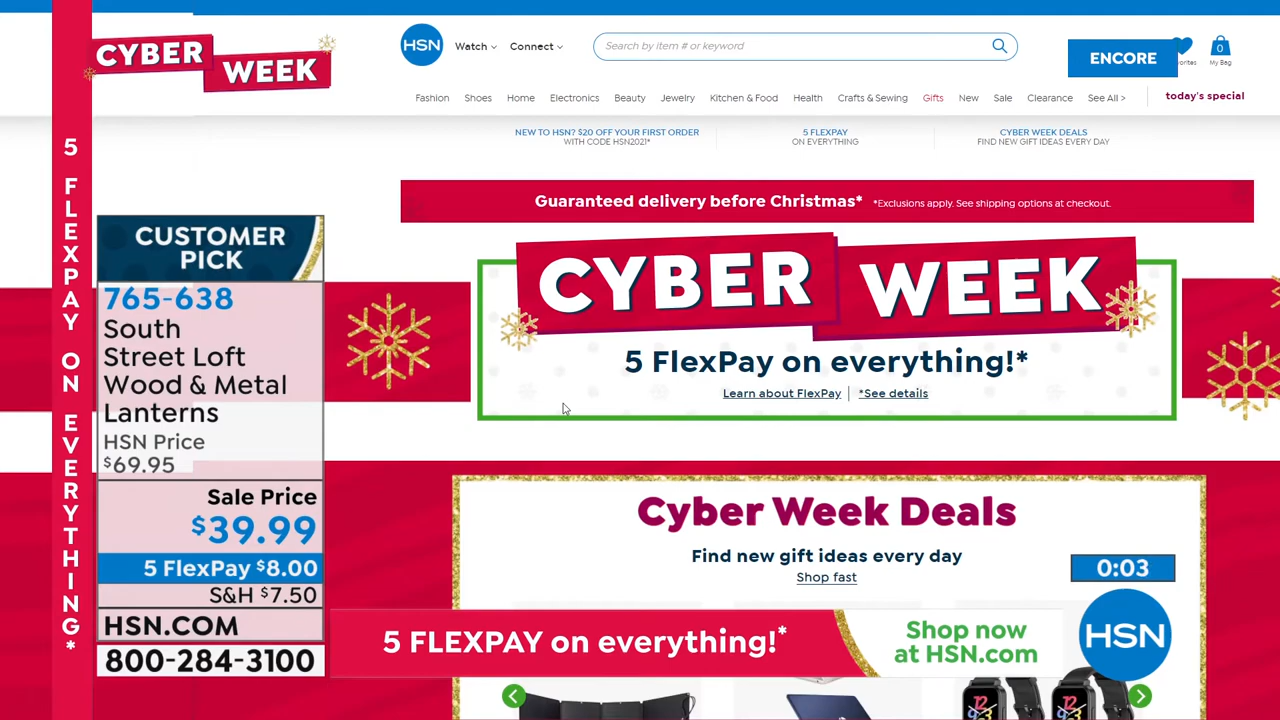 CYBER
WEEK
5 FLEXPAY ON EVERYTHING*
CUSTOMER
PICK
765-638
South
Street Loft
Wood & Metal
Lanterns
HSN Price
$69.95
Sale Price
$39.99
5 FlexPay $8.00
S&H $7.50
HSN.COM
800-284-3100
HSN
Watch
Connect
Search by item # or keyword
ENCORE
0
My Bag
Fashion Shoes Home Electronics Beauty Jewelry Kitchen & Food Health Crafts & Sewing Gifts New Sale Clearance See All >
today's special
NEW TO HSN? $20 OFF YOUR FIRST ORDER
WITH CODE HSN2021*
5 FLEXPAY
ON EVERYTHING
CYBER WEEK DEALS
FIND NEW GIFT IDEAS EVERY DAY
Guaranteed delivery before Christmas* *Exclusions apply. See shipping options at checkout.
CYBER
WEEK
5 FlexPay on everything!*
Learn about FlexPay | *See details
Cyber Week Deals
Find new gift ideas every day
Shop fast
0:03
5 FLEXPAY on everything!*
Shop now
at HSN.com
HSN